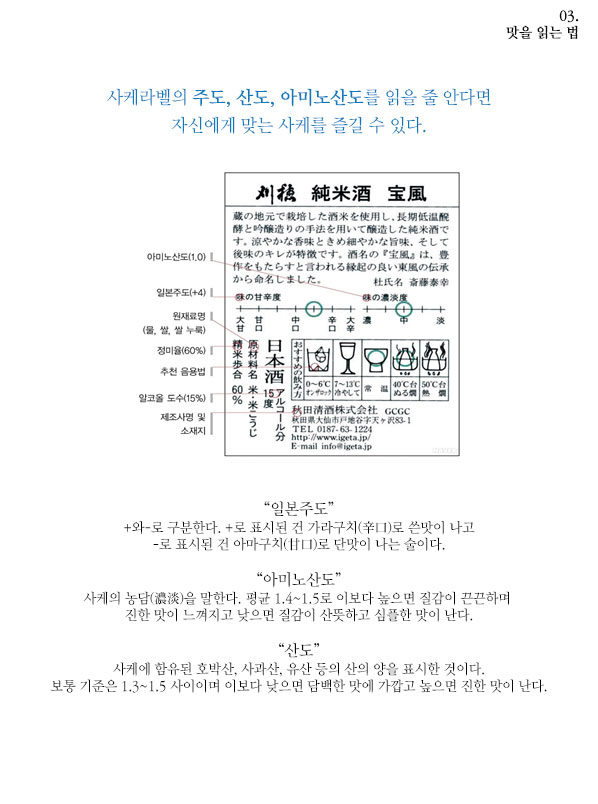 03.
맛을 읽는 법
사케라벨의 주도, 산도, 아미노산도를 읽을 줄 안다면
자신에게 맞는 사케를 즐길 수 있다.
刈穂 純米酒 宝風
蔵の地元で栽培した酒米を使用し、長期低温醗
酵と吟醸造りの手法を用いて醸造した純米酒で
す。涼やかな香味ときめ細やかな旨味、そして
後味のキレが特徴です。酒名の『宝風』は、豊
作をもたらすと言われる縁起の良い東風の伝承
から命名しました。 杜氏名 斎藤泰幸
아미노산도(1.0)
일본주도(+4)
원재료명
(물, 쌀, 쌀 누룩)
정미율(60%)
추천 음용법
알코올 도수(15%)
제조사명 및
소재지
味の甘辛度 味の濃淡度
大甘 甘口 中口 辛口 大辛 濃 中 淡
精米歩合 60%
原材料名 米・米こうじ
日本酒
アルコール分 15度
おすすめの飲み方
0〜6℃ オンザロック
7〜13℃ 冷やして
常温
40℃台 ぬる燗
50℃台 熱燗
秋田清酒株式会社 GCGC
秋田県大仙市戸地谷字天ヶ沢83-1
TEL 0187-63-1224
http://www.igeta.jp/
E-mail info@igeta.jp
“일본주도”
+와-로 구분한다. +로 표시된 건 가라구치(辛口)로 쓴맛이 나고
-로 표시된 건 아마구치(甘口)로 단맛이 나는 술이다.
“아미노산도”
사케의 농담(濃淡)을 말한다. 평균 1.4~1.5로 이보다 높으면 질감이 끈끈하며
진한 맛이 느껴지고 낮으면 질감이 산뜻하고 심플한 맛이 난다.
“산도”
사케에 함유된 호박산, 사과산, 유산 등의 산의 양을 표시한 것이다.
보통 기준은 1.3~1.5 사이이며 이보다 낮으면 담백한 맛에 가깝고 높으면 진한 맛이 난다.